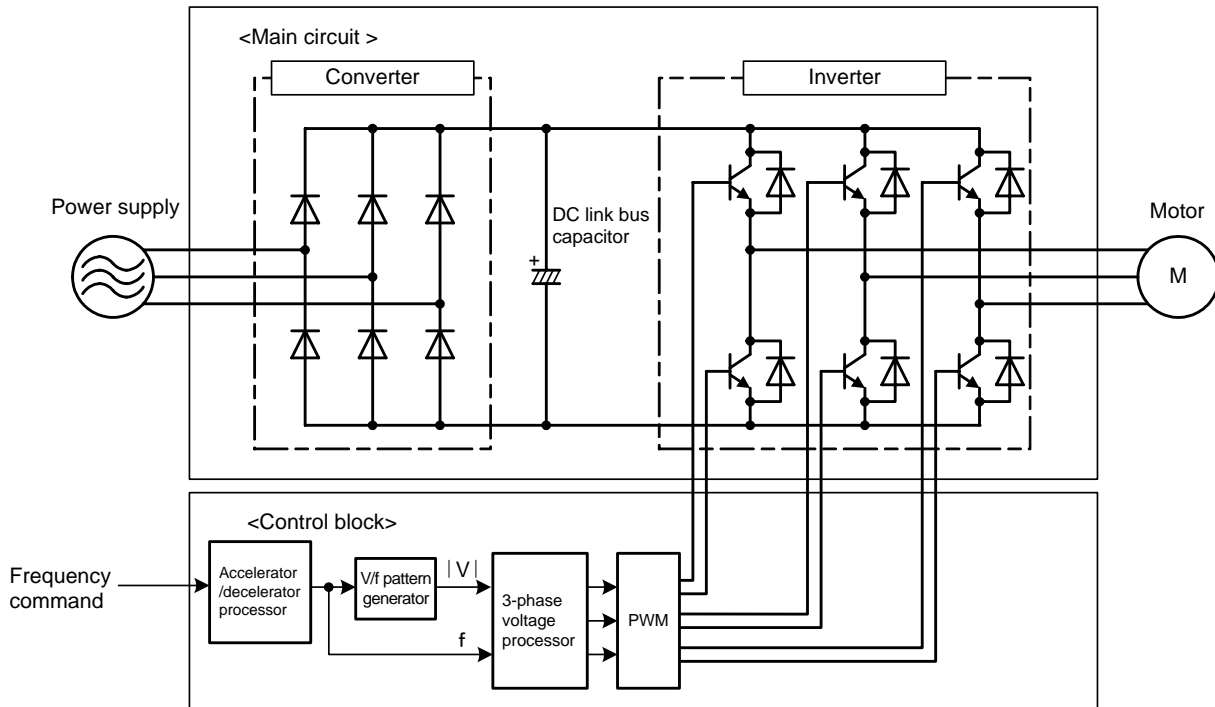 <Main circuit >
Converter
Inverter
Power supply
DC link bus
capacitor
+
Motor
M
<Control block>
Frequency
command
Accelerator
/decelerator
processor
V/f pattern
generator
|V|
f
3-phase
voltage
processor
PWM